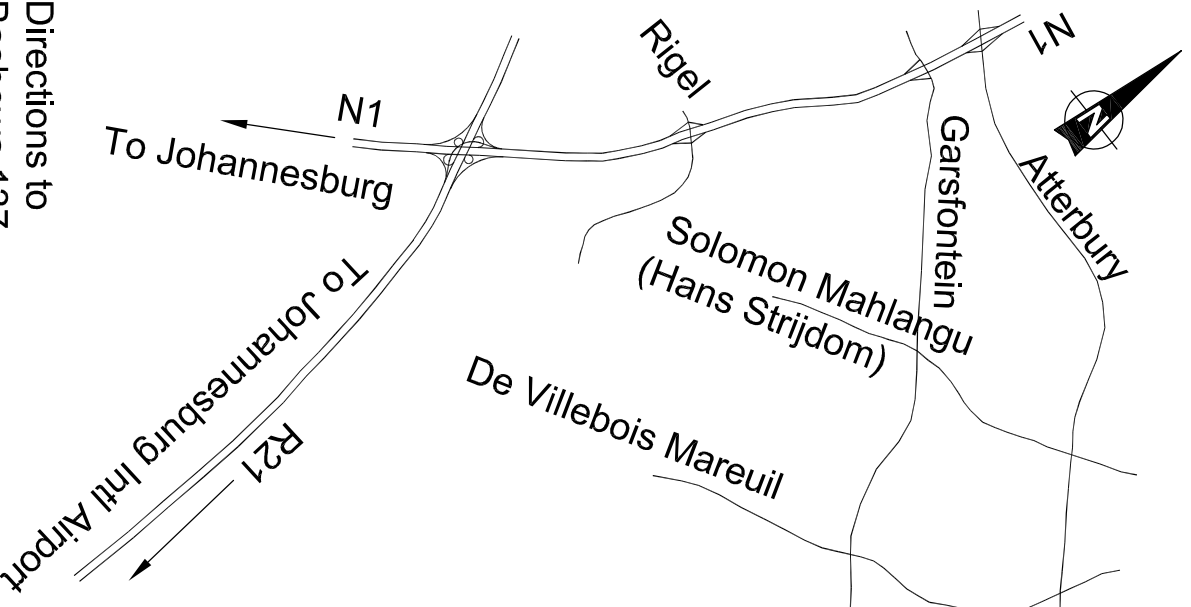 Directions to
N1
To Johannesburg
Rigel
N1
N
Garsfontein
Atterbury
Solomon Mahlangu
(Hans Strijdom)
De Villebois Mareuil
To Johannesburg Intl Airport
R21